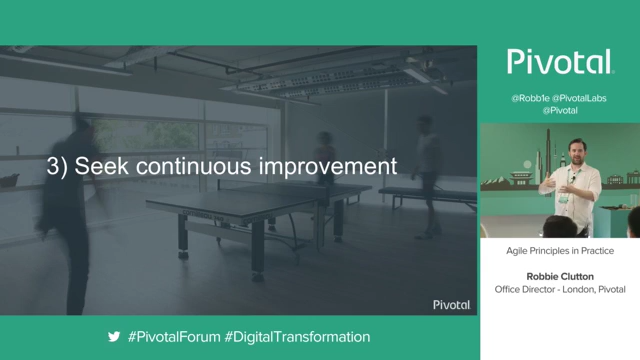 Pivotal
@Robb1e @PivotalLabs
@Pivotal
3) Seek continuous improvement
Pivotal
Agile Principles in Practice
Robbie Clutton
Office Director - London, Pivotal
#PivotalForum #DigitalTransformation